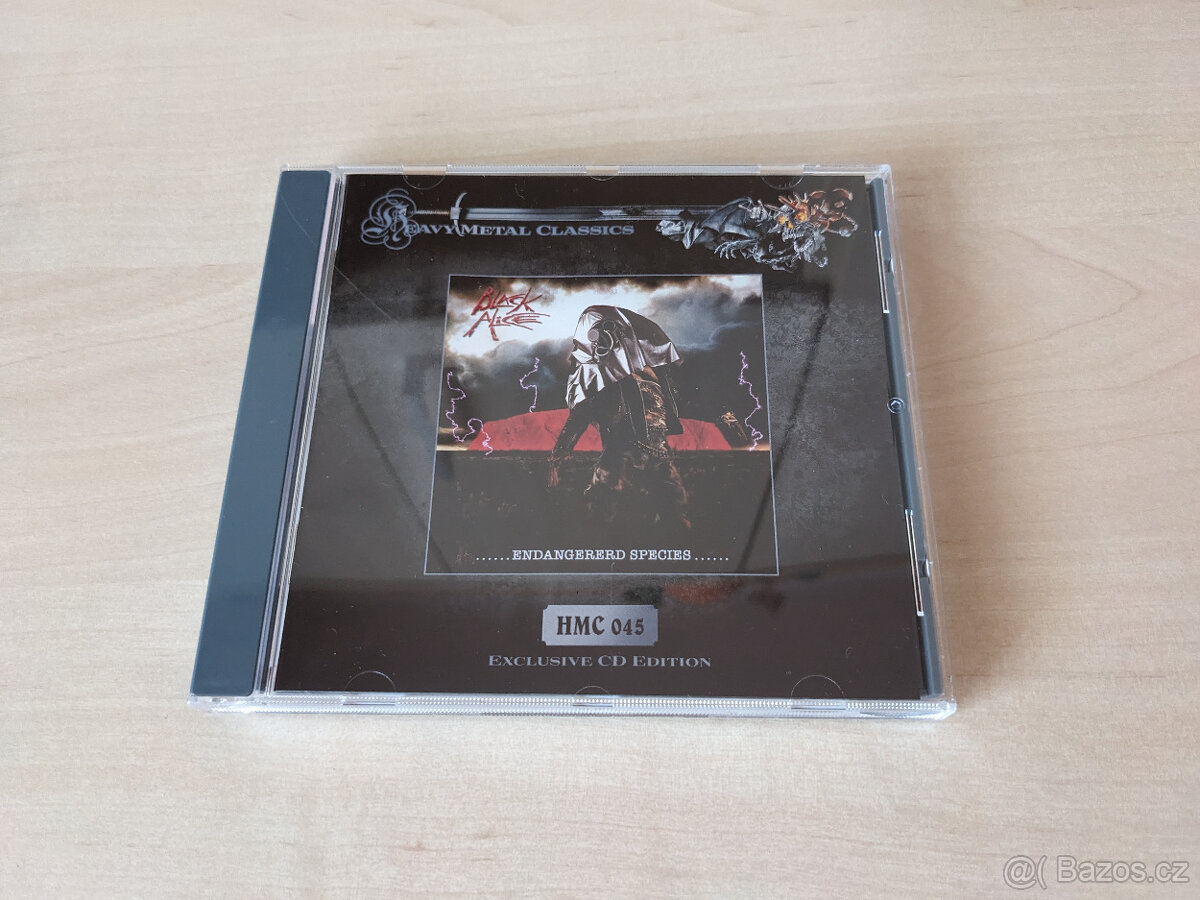 HEAVY METAL CLASSICS
BLACK
ALICE
......ENDANGERERD SPECIES......
HMC 045
EXCLUSIVE CD EDITION
@( Bazos.cz